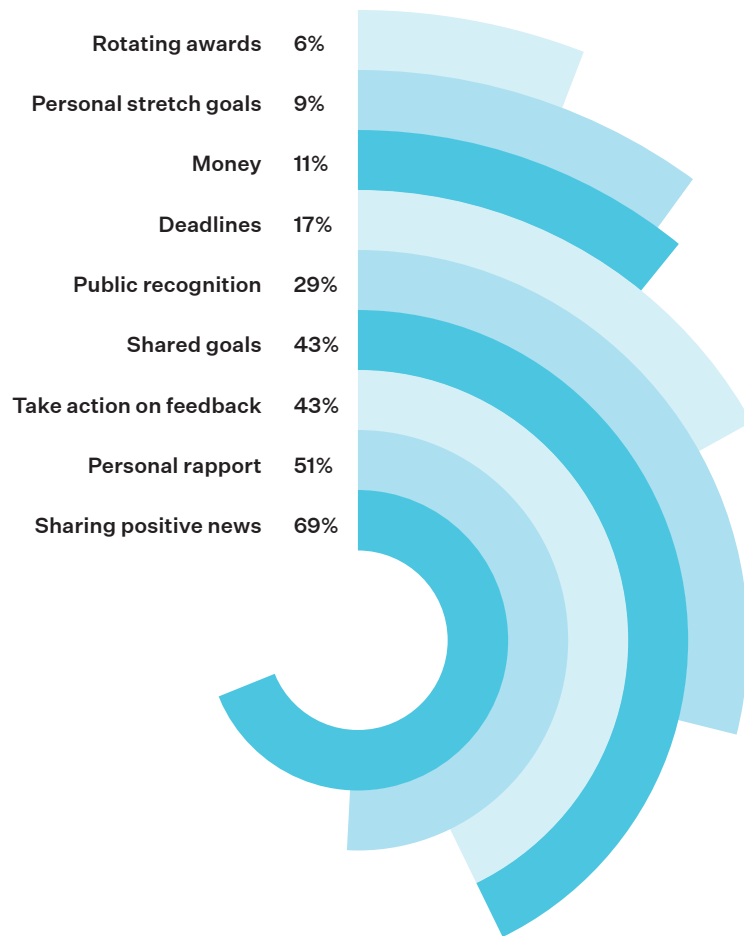 Rotating awards 6%
Personal stretch goals 9%
Money 11%
Deadlines 17%
Public recognition 29%
Shared goals 43%
Take action on feedback 43%
Personal rapport 51%
Sharing positive news 69%